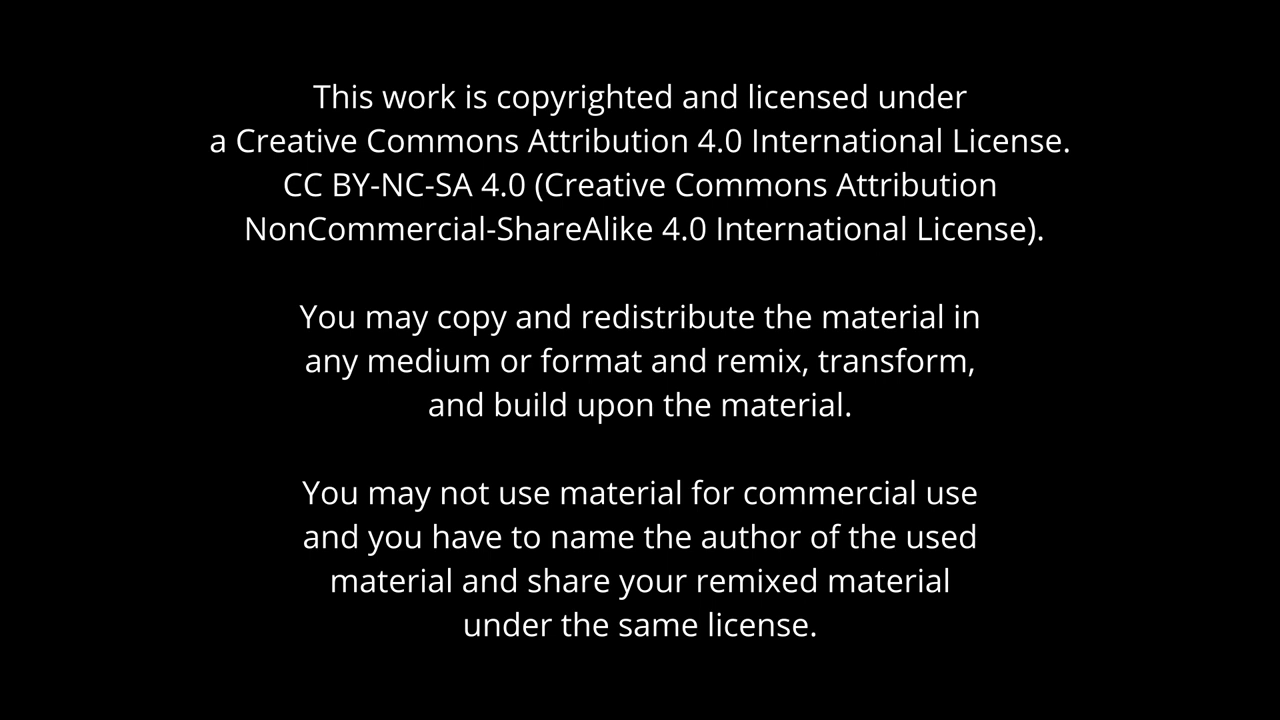 This work is copyrighted and licensed under
a Creative Commons Attribution 4.0 International License.
CC BY-NC-SA 4.0 (Creative Commons Attribution
NonCommercial-ShareAlike 4.0 International License).
You may copy and redistribute the material in
any medium or format and remix, transform,
and build upon the material.
You may not use material for commercial use
and you have to name the author of the used
material and share your remixed material
under the same license.